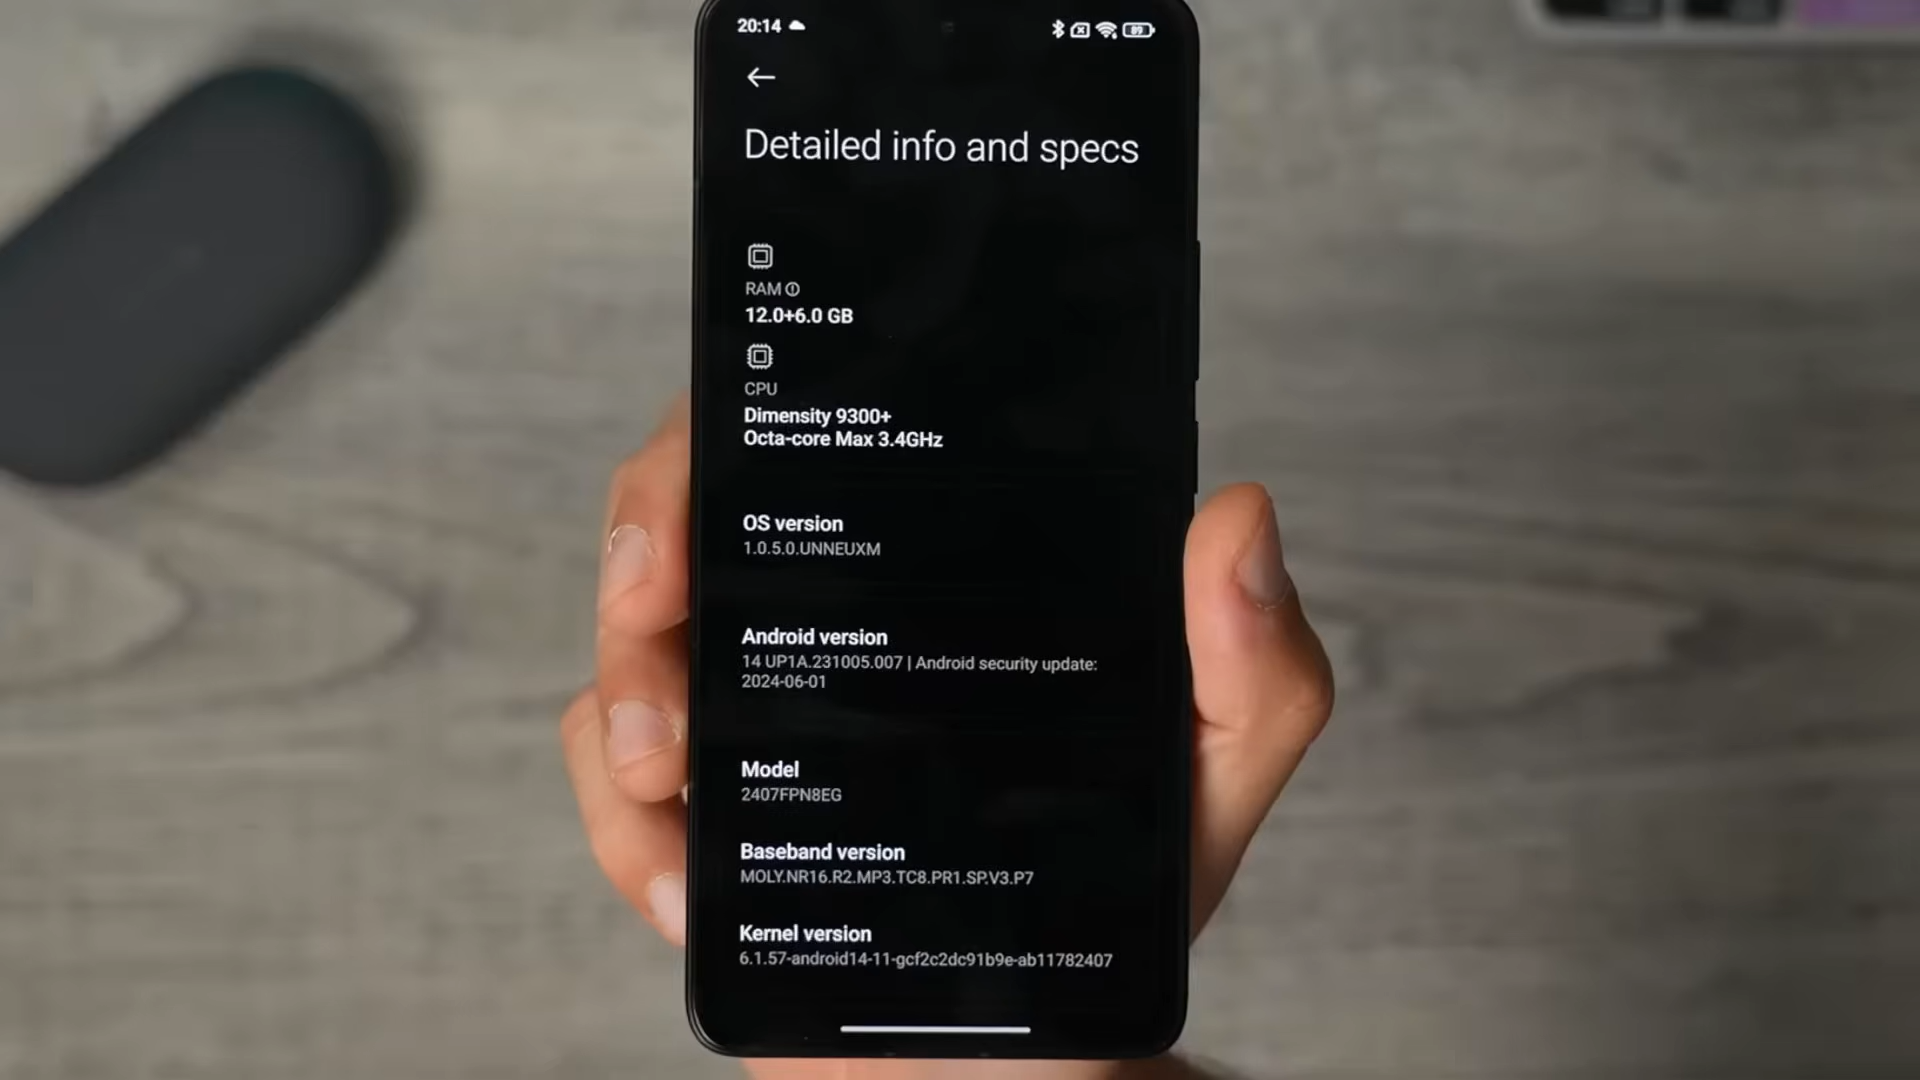 20:14
89
Detailed info and specs
RAM
12.0+6.0 GB
CPU
Dimensity 9300+
Octa-core Max 3.4GHz
OS version
1.0.5.0.UNNEUXM
Android version
14 UP1A.231005.007 | Android security update:
2024-06-01
Model
2407FPN8EG
Baseband version
MOLY.NR16.R2.MP3.TC8.PR1.SP.V3.P7
Kernel version
6.1.57-android14-11-gcf2c2dc91b9e-ab11782407